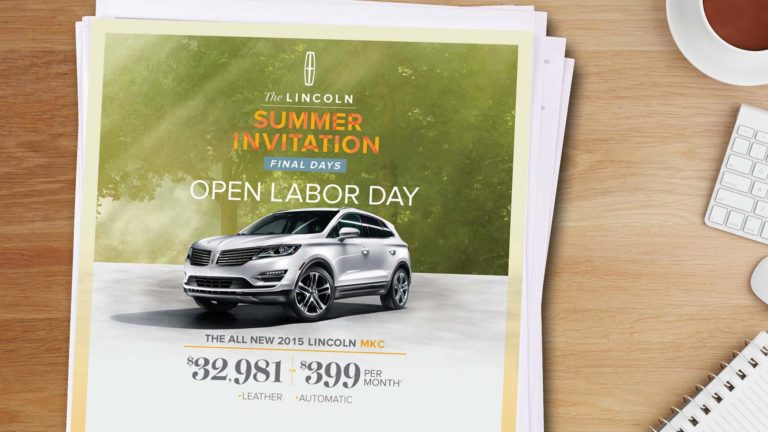 The LINCOLN
SUMMER
INVITATION
FINAL DAYS
OPEN LABOR DAY
THE ALL NEW 2015 LINCOLN MKC
$32,981 $399 PER MONTH†
•LEATHER •AUTOMATIC